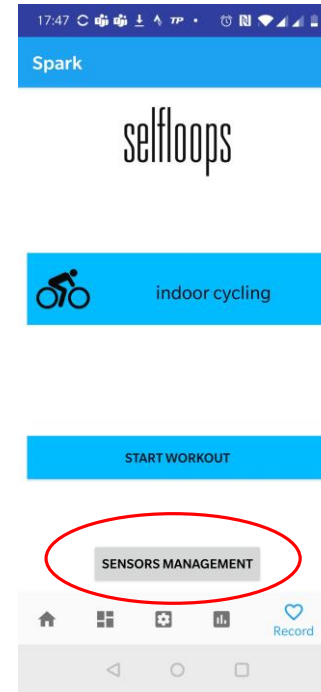 17:47 TP
Spark
selfloops
indoor cycling
START WORKOUT
SENSORS MANAGEMENT
Record